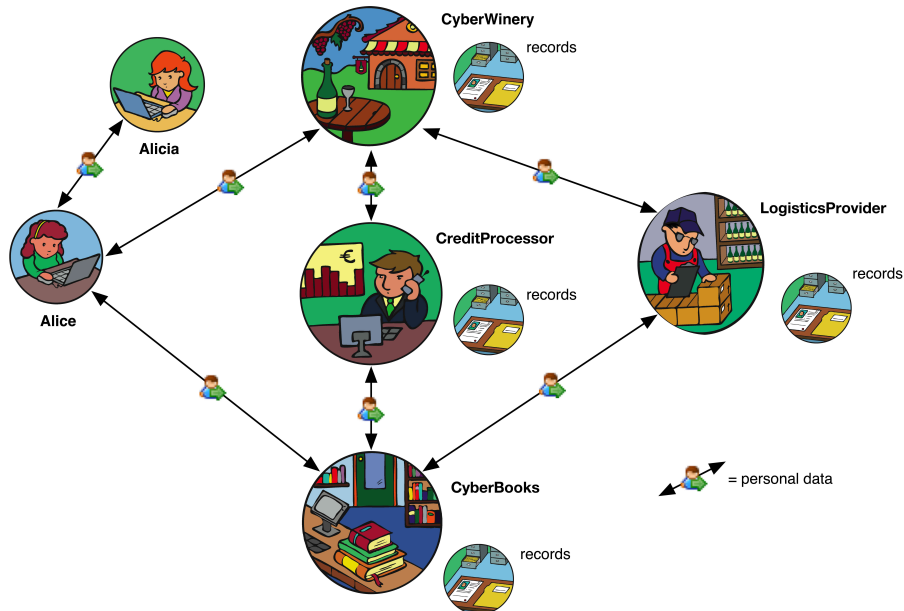 CyberWinery
records
Alicia
LogisticsProvider
CreditProcessor
€
records
records
Alice
CyberBooks
= personal data
records